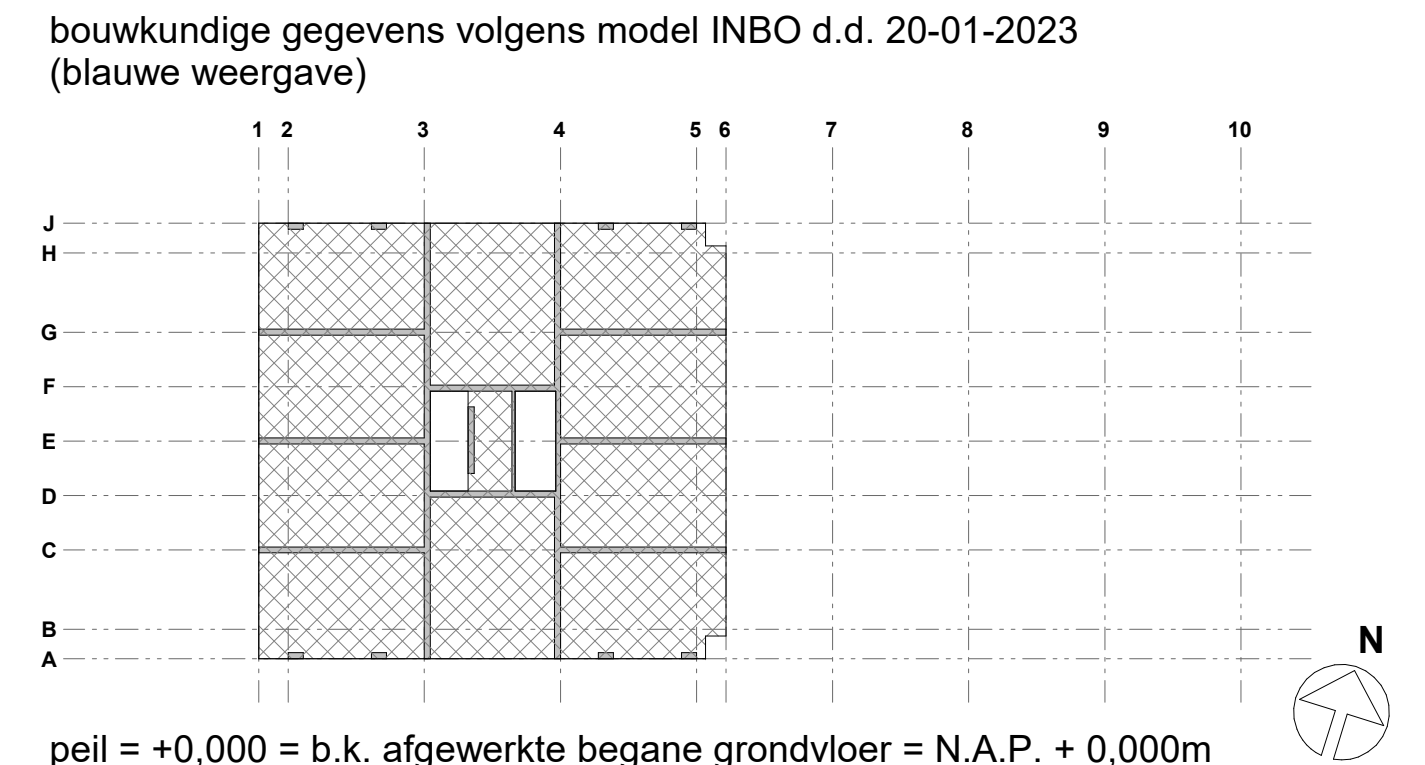 bouwkundige gegevens volgens model INBO d.d. 20-01-2023
(blauwe weergave)
1 2 3 4 5 6 7 8 9 10
J
H
G
F
E
D
C
B
A
N
peil = +0,000 = b.k. afgewerkte begane grondvloer = N.A.P. + 0,000m